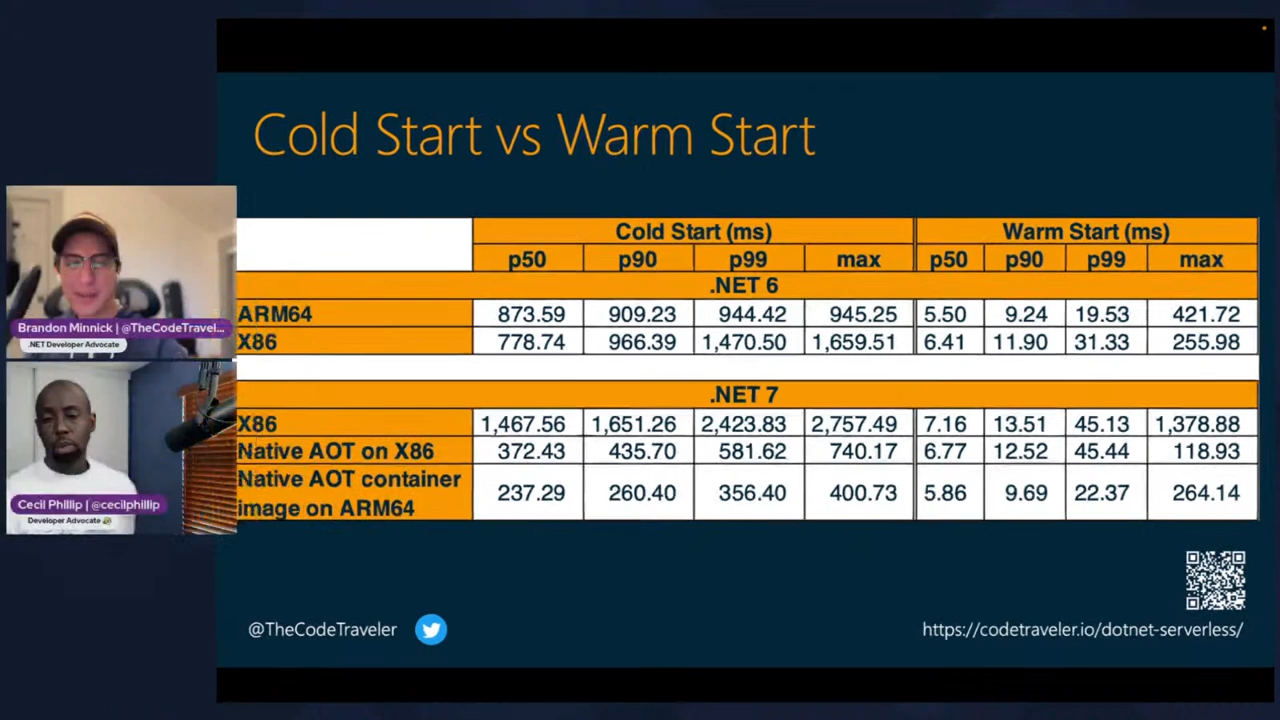 Cold Start vs Warm Start
Cold Start (ms) Warm Start (ms)
p50 p90 p99 max p50 p90 p99 max
.NET 6
ARM64 873.59 909.23 944.42 945.25 5.50 9.24 19.53 421.72
X86 778.74 966.39 1,470.50 1,659.51 6.41 11.90 31.33 255.98
.NET 7
X86 1,467.56 1,651.26 2,423.83 2,757.49 7.16 13.51 45.13 1,378.88
Native AOT on X86 372.43 435.70 581.62 740.17 6.77 12.52 45.44 118.93
Native AOT container
image on ARM64 237.29 260.40 356.40 400.73 5.86 9.69 22.37 264.14
Brandon Minnick | @TheCodeTravel...
.NET Developer Advocate
Cecil Phillip | @cecilphillip
Developer Advocate 🥑
@TheCodeTraveler
https://codetraveler.io/dotnet-serverless/